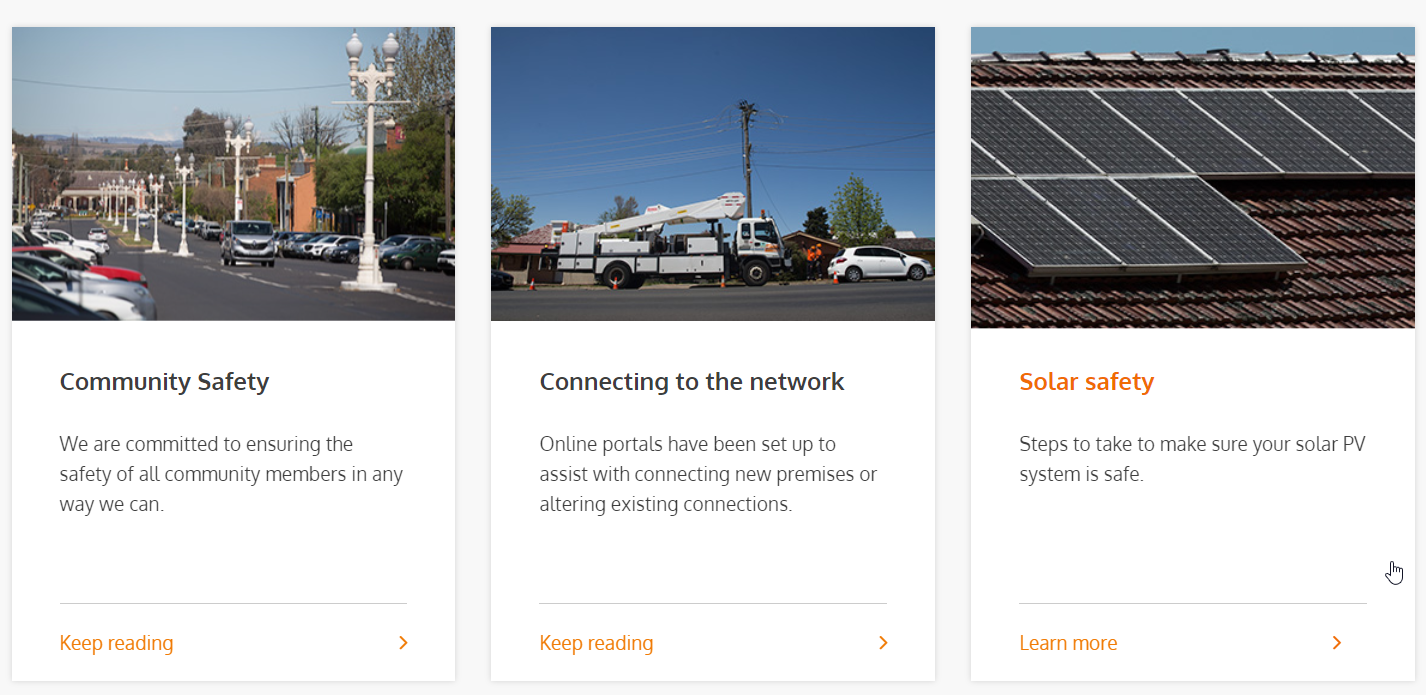 Community Safety
We are committed to ensuring the
safety of all community members in any
way we can.
Keep reading
Connecting to the network
Online portals have been set up to
assist with connecting new premises or
altering existing connections.
Keep reading
Solar safety
Steps to take to make sure your solar PV
system is safe.
Learn more